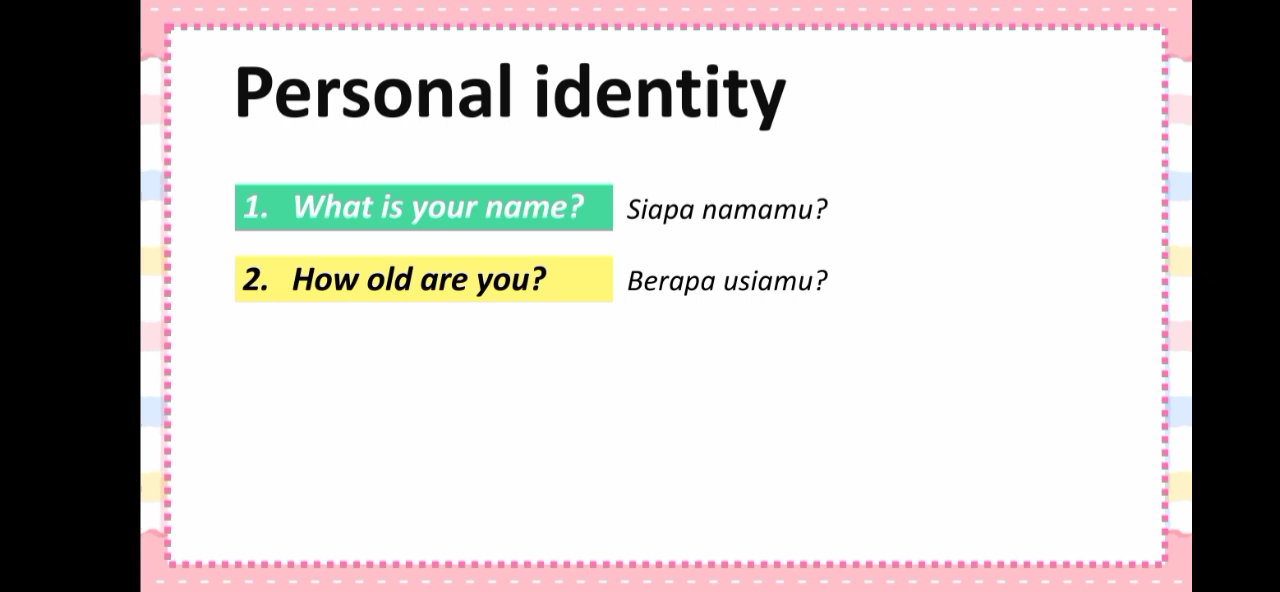 Personal identity
1. What is your name? Siapa namamu?
2. How old are you? Berapa usiamu?